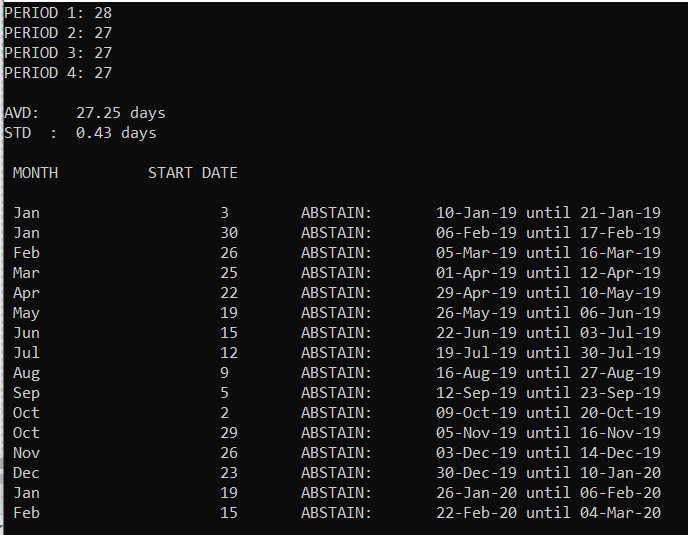 PERIOD 1: 28
PERIOD 2: 27
PERIOD 3: 27
PERIOD 4: 27
AVD: 27.25 days
STD : 0.43 days
MONTH START DATE
Jan 3 ABSTAIN: 10-Jan-19 until 21-Jan-19
Jan 30 ABSTAIN: 06-Feb-19 until 17-Feb-19
Feb 26 ABSTAIN: 05-Mar-19 until 16-Mar-19
Mar 25 ABSTAIN: 01-Apr-19 until 12-Apr-19
Apr 22 ABSTAIN: 29-Apr-19 until 10-May-19
May 19 ABSTAIN: 26-May-19 until 06-Jun-19
Jun 15 ABSTAIN: 22-Jun-19 until 03-Jul-19
Jul 12 ABSTAIN: 19-Jul-19 until 30-Jul-19
Aug 9 ABSTAIN: 16-Aug-19 until 27-Aug-19
Sep 5 ABSTAIN: 12-Sep-19 until 23-Sep-19
Oct 2 ABSTAIN: 09-Oct-19 until 20-Oct-19
Oct 29 ABSTAIN: 05-Nov-19 until 16-Nov-19
Nov 26 ABSTAIN: 03-Dec-19 until 14-Dec-19
Dec 23 ABSTAIN: 30-Dec-19 until 10-Jan-20
Jan 19 ABSTAIN: 26-Jan-20 until 06-Feb-20
Feb 15 ABSTAIN: 22-Feb-20 until 04-Mar-20